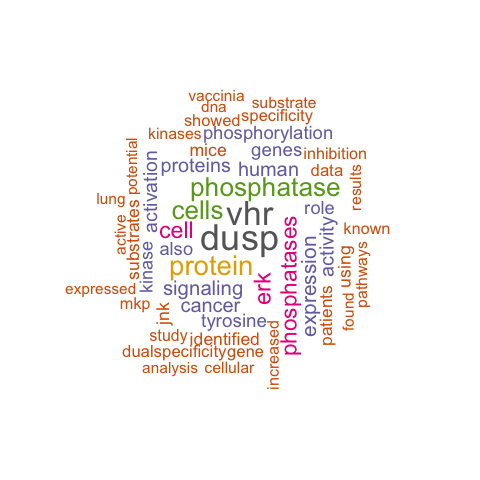 vaccinia
dna
substrate
showed
specificity
kinases
phosphorylation
potential
mice
genes
inhibition
proteins
human
data
results
activation
phosphatase
lung
substrates
active
cells
vhr
role
cell
dusp
known
also
phosphatases
expression
activity
using
pathways
kinase
protein
erk
expressed
signaling
patients
found
mkp
jnk
cancer
tyrosine
study
identified
increased
dualspecificity
gene
analysis
cellular